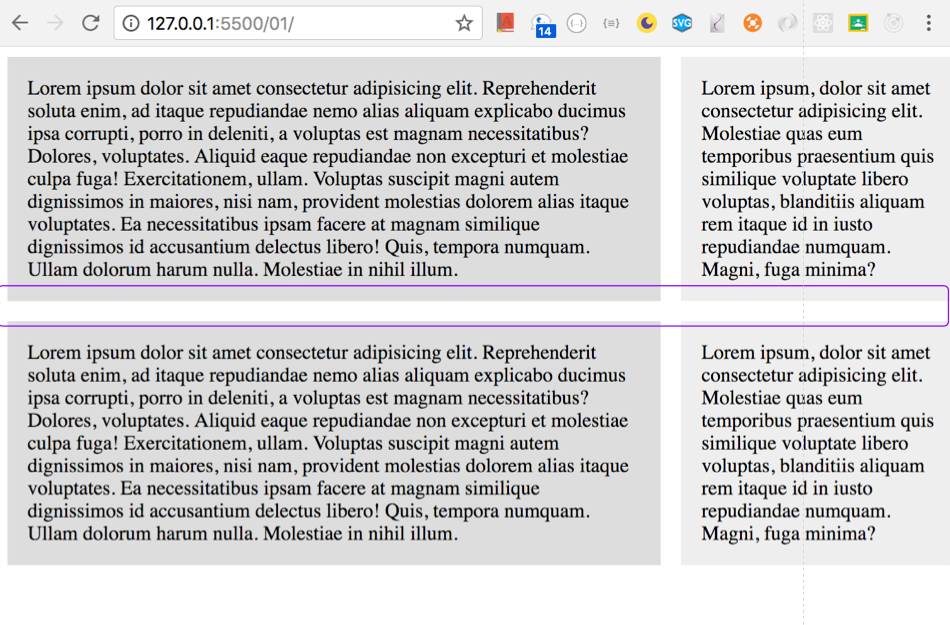 127.0.0.1:5500/01/
14
SVG
Lorem ipsum dolor sit amet consectetur adipisicing elit. Reprehenderit
soluta enim, ad itaque repudiandae nemo alias aliquam explicabo ducimus
ipsa corrupti, porro in deleniti, a voluptas est magnam necessitatibus?
Dolores, voluptates. Aliquid eaque repudiandae non excepturi et molestiae
culpa fuga! Exercitationem, ullam. Voluptas suscipit magni autem
dignissimos in maiores, nisi nam, provident molestias dolorem alias itaque
voluptates. Ea necessitatibus ipsam facere at magnam similique
dignissimos id accusantium delectus libero! Quis, tempora numquam.
Ullam dolorum harum nulla. Molestiae in nihil illum.
Lorem ipsum, dolor sit amet
consectetur adipisicing elit.
Molestiae quas eum
temporibus praesentium quis
similique voluptate libero
voluptas, blanditiis aliquam
rem itaque id in iusto
repudiandae numquam.
Magni, fuga minima?
Lorem ipsum dolor sit amet consectetur adipisicing elit. Reprehenderit
soluta enim, ad itaque repudiandae nemo alias aliquam explicabo ducimus
ipsa corrupti, porro in deleniti, a voluptas est magnam necessitatibus?
Dolores, voluptates. Aliquid eaque repudiandae non excepturi et molestiae
culpa fuga! Exercitationem, ullam. Voluptas suscipit magni autem
dignissimos in maiores, nisi nam, provident molestias dolorem alias itaque
voluptates. Ea necessitatibus ipsam facere at magnam similique
dignissimos id accusantium delectus libero! Quis, tempora numquam.
Ullam dolorum harum nulla. Molestiae in nihil illum.
Lorem ipsum, dolor sit amet
consectetur adipisicing elit.
Molestiae quas eum
temporibus praesentium quis
similique voluptate libero
voluptas, blanditiis aliquam
rem itaque id in iusto
repudiandae numquam.
Magni, fuga minima?